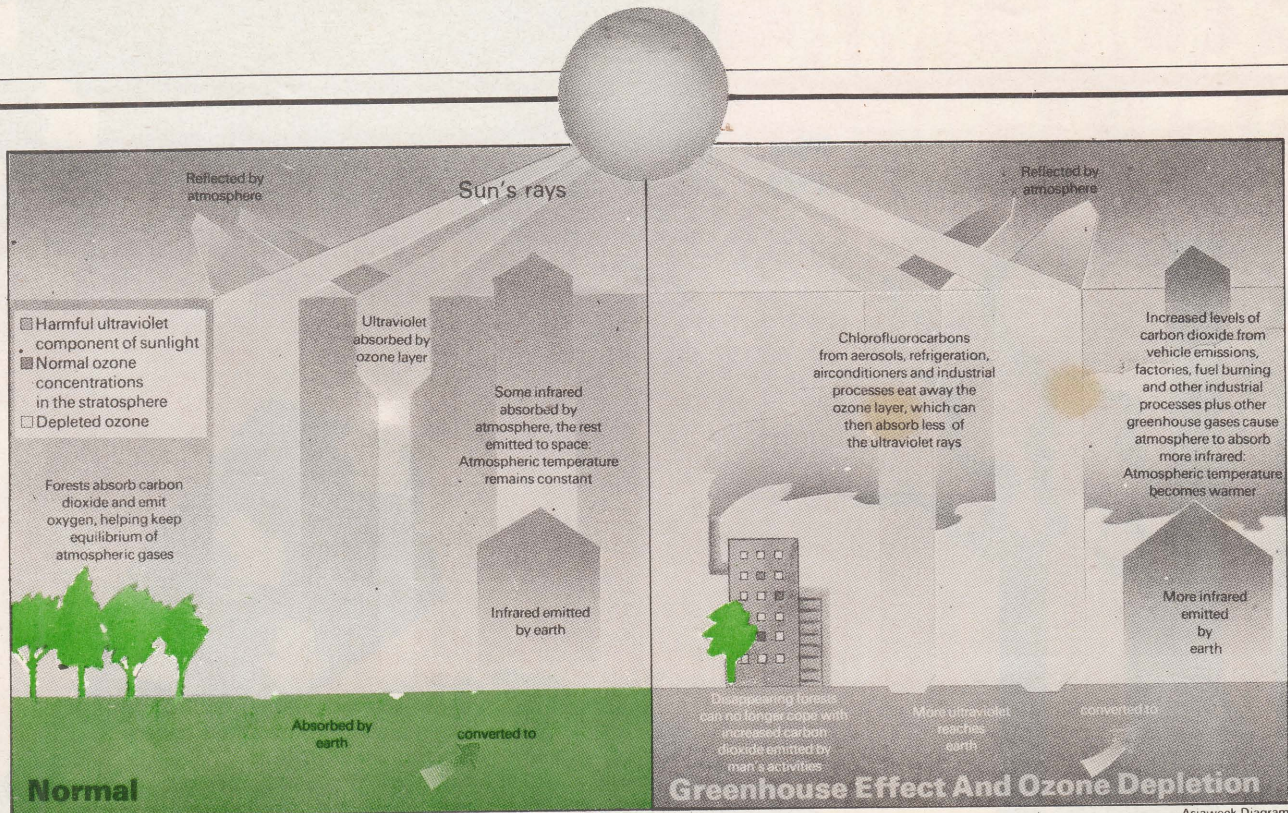 Reflected by
atmosphere
Sun's rays
Harmful ultraviolet
component of sunlight
Normal ozone
concentrations
in the stratosphere
Depleted ozone
Ultraviolet
absorbed by
ozone layer
Some infrared
absorbed by
atmosphere, the rest
emitted to space:
Atmospheric temperature
remains constant
Forests absorb carbon
dioxide and emit
oxygen, helping keep
equilibrium of
atmospheric gases
Infrared emitted
by earth
Absorbed by
earth
converted to
Normal
Reflected by
atmosphere
Chlorofluorocarbons
from aerosols, refrigeration,
airconditioners and industrial
processes eat away the
ozone layer, which can
then absorb less of
the ultraviolet rays
Increased levels of
carbon dioxide from
vehicle emissions,
factories, fuel burning
and other industrial
processes plus other
greenhouse gases cause
atmosphere to absorb
more infrared:
Atmospheric temperature
becomes warmer
More infrared
emitted
by
earth
Disappearing forests
can no longer cope with
increased carbon
dioxide emitted by
man's activities
More ultraviolet
reaches
earth
converted to
Greenhouse Effect And Ozone Depletion
Asiaweek Diagram